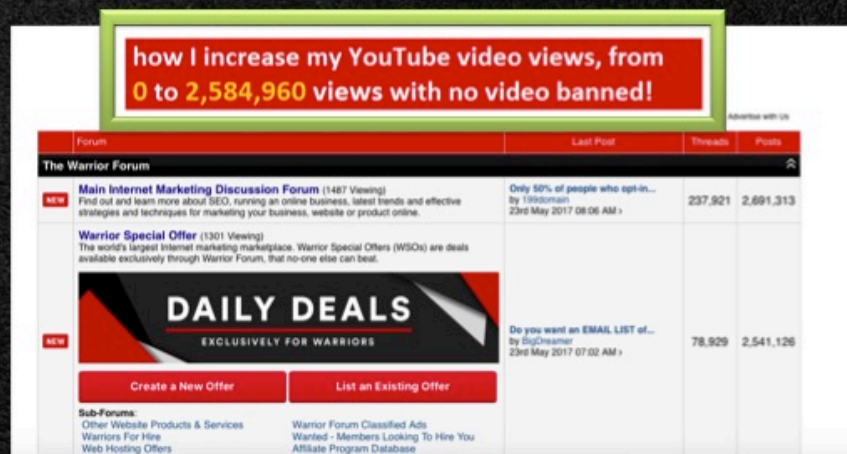 how I increase my YouTube video views, from
0 to 2,584,960 views with no video banned!
Advertise with Us
Forum Last Post Threads Posts
The Warrior Forum
NEW
Main Internet Marketing Discussion Forum (1487 Viewing)
Find out and learn more about SEO, running an online business, latest trends and effective
strategies and techniques for marketing your business, website or product online.
Only 50% of people who opt-in...
by 199domain
23rd May 2017 08:06 AM ›
237,921 2,691,313
Warrior Special Offer (1301 Viewing)
The world's largest Internet marketing marketplace. Warrior Special Offers (WSOs) are deals
available exclusively through Warrior Forum, that no-one else can beat.
DAILY DEALS
EXCLUSIVELY FOR WARRIORS
NEW
Do you want an EMAIL LIST of...
by BigDreamer
23rd May 2017 07:02 AM ›
78,929 2,541,126
Create a New Offer List an Existing Offer
Sub-Forums:
Other Website Products & Services Warrior Forum Classified Ads
Warriors For Hire Wanted - Members Looking To Hire You
Web Hosting Offers Affiliate Program Database